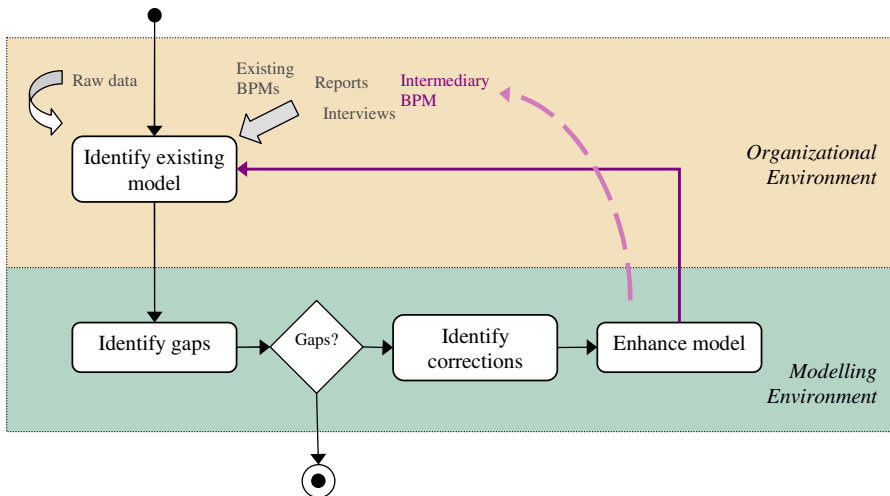 Raw data
Existing
BPMs
Reports
Interviews
Intermediary
BPM
Identify existing
model
Organizational
Environment
Identify gaps
Gaps?
Identify
corrections
Enhance model
Modelling
Environment